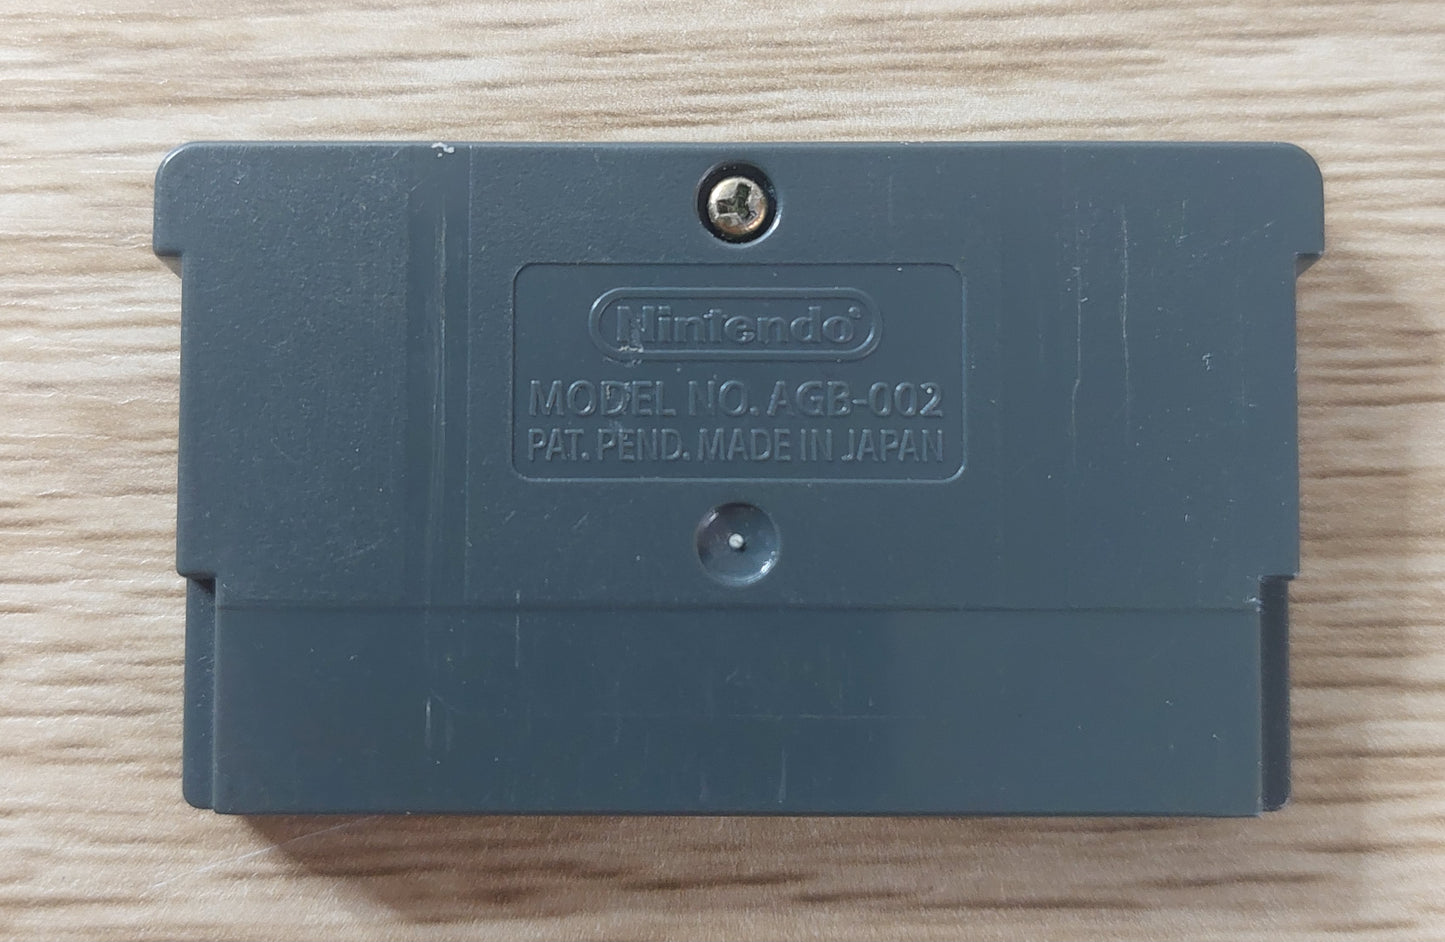 Nintendo®
MODEL NO. AGB-002
PAT. PEND. MADE IN JAPAN